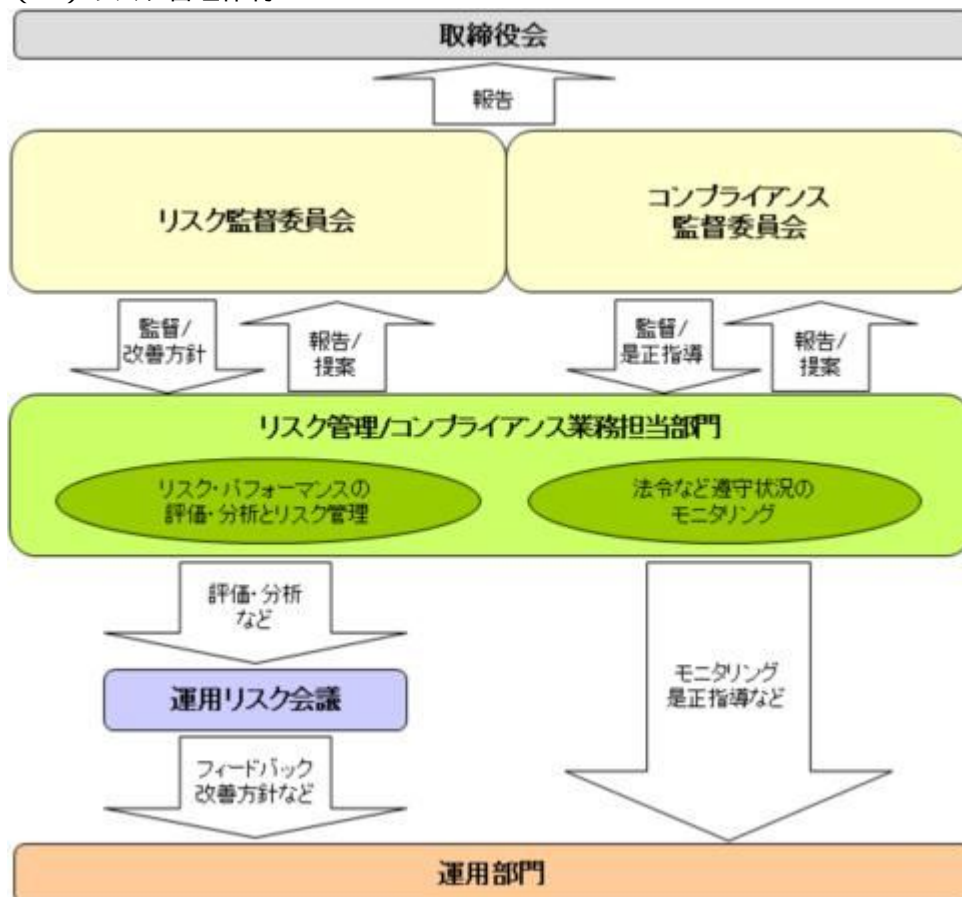 取締役会
報告
リスク監督委員会
コンプライアンス
監督委員会
監督/
改善方針
報告/
提案
監督/
是正指導
報告/
提案
リスク管理/コンプライアンス業務担当部門
リスク・パフォーマンスの
評価・分析とリスク管理
法令など遵守状況の
モニタリング
評価・分析
など
運用リスク会議
モニタリング
是正指導など
フィードバック
改善方針など
運用部門